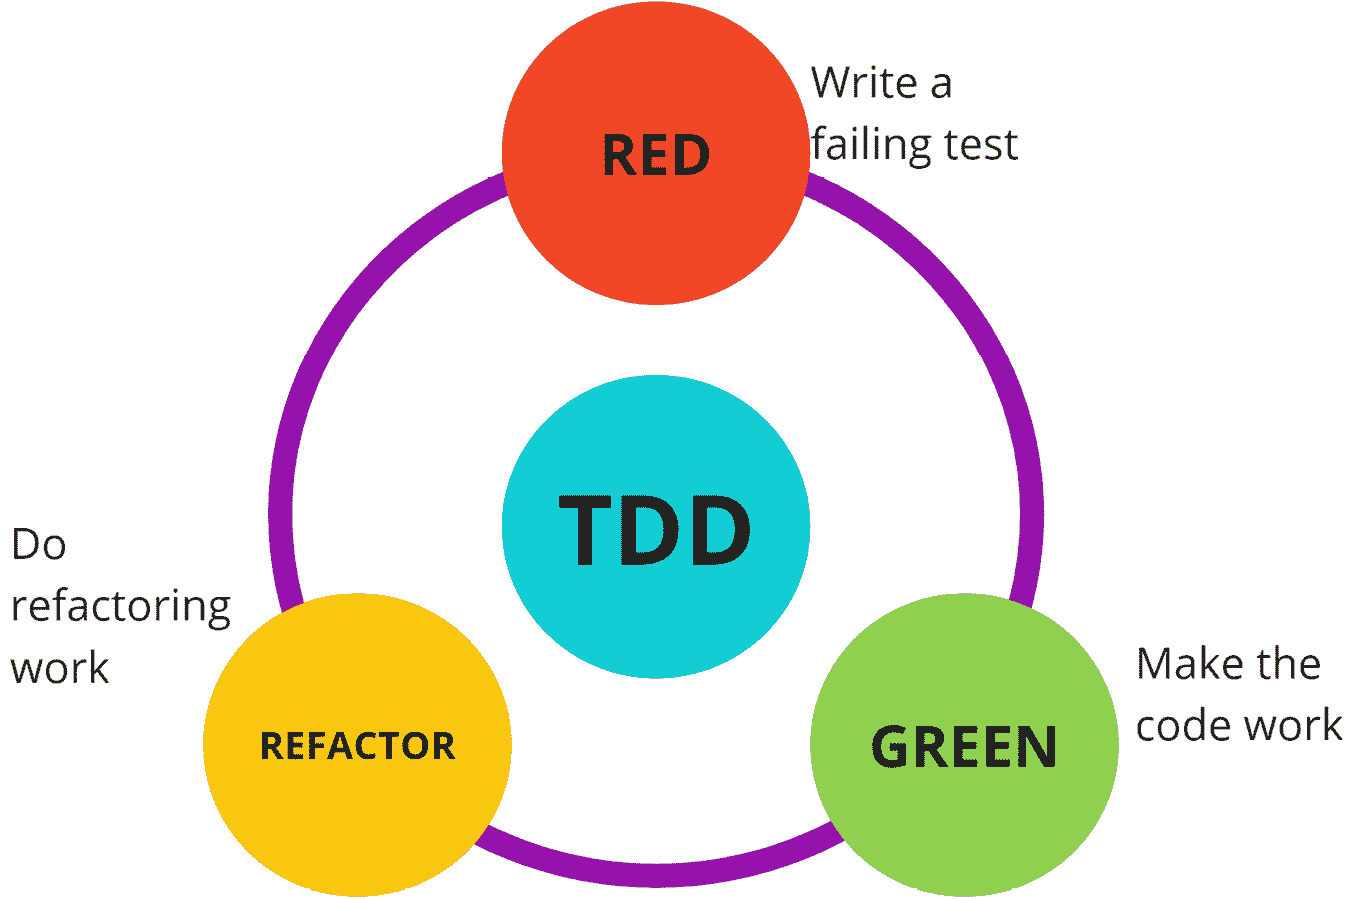 RED
Write a
failing test
TDD
Do
refactoring
work
REFACTOR
GREEN
Make the
code work